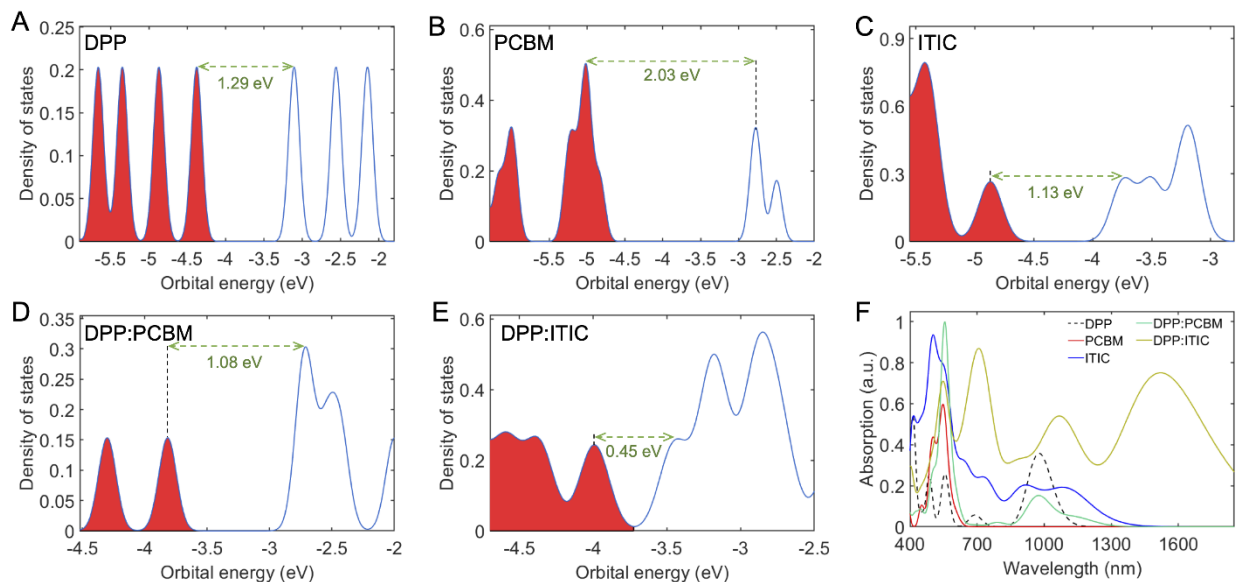 A
DPP
Density of states
0.25
0.2
0.15
0.1
0.05
0
1.29 eV
-5.5 -5 -4.5 -4 -3.5 -3 -2.5 -2
Orbital energy (eV)
B
PCBM
Density of states
0.6
0.4
0.2
0
2.03 eV
-6 -5.5 -5 -4.5 -4 -3.5 -3 -2.5 -2
Orbital energy (eV)
C
ITIC
Density of states
0.9
0.6
0.3
0
1.13 eV
-5.5 -5 -4.5 -4 -3.5 -3
Orbital energy (eV)
D
DPP:PCBM
Density of states
0.35
0.3
0.25
0.2
0.15
0.1
0.05
0
1.08 eV
-4.5 -4 -3.5 -3 -2.5 -2
Orbital energy (eV)
E
DPP:ITIC
Density of states
0.6
0.4
0.2
0
0.45 eV
-4.5 -4 -3.5 -3 -2.5
Orbital energy (eV)
F
Absorption (a.u.)
1
0.8
0.6
0.4
0.2
0
DPP
PCBM
ITIC
DPP:PCBM
DPP:ITIC
400 700 1000 1300 1600
Wavelength (nm)